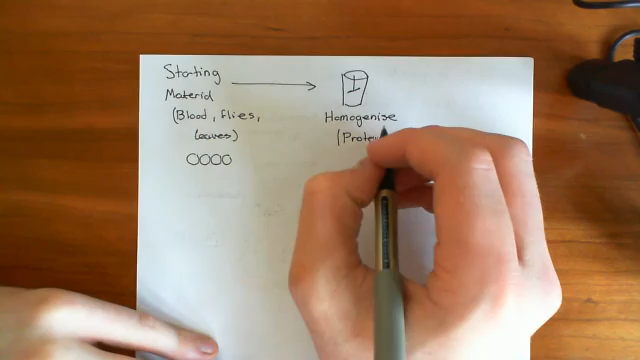 Starting
Material
(Blood, flies,
leaves)
Homogenise